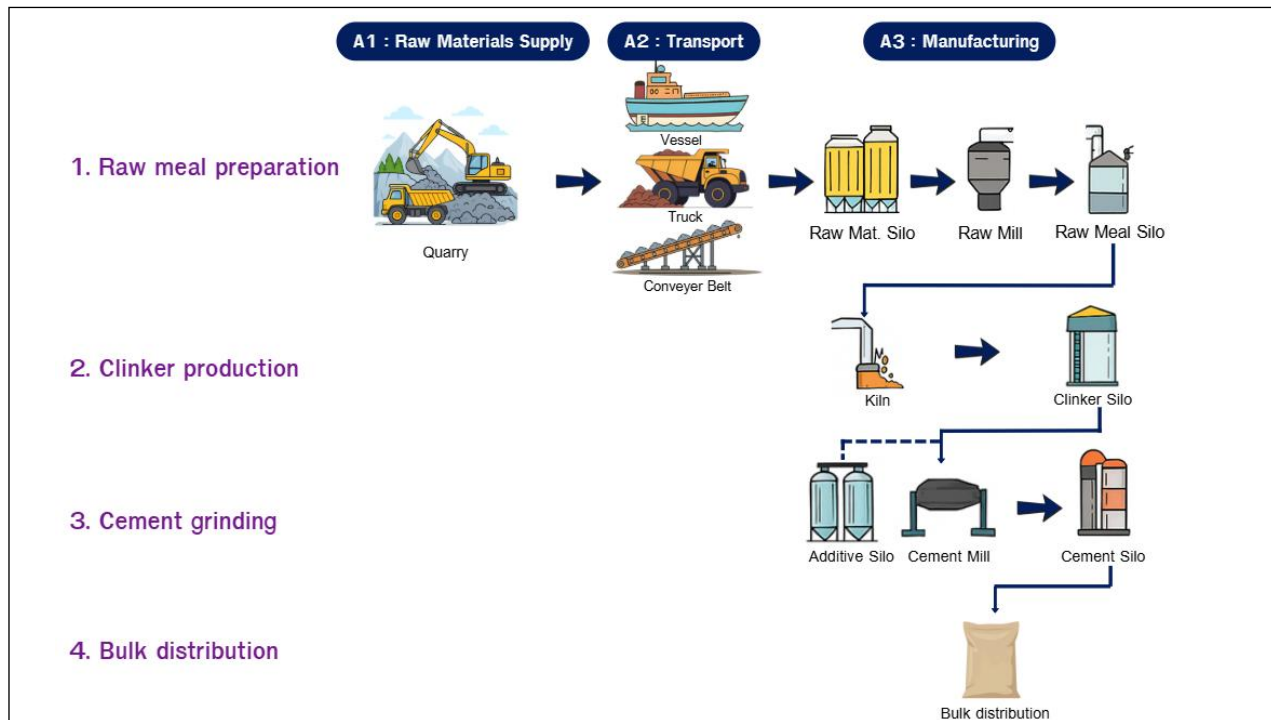 A1 : Raw Materials Supply
A2 : Transport
A3 : Manufacturing
1. Raw meal preparation
Quarry
Vessel
Truck
Conveyer Belt
Raw Mat. Silo
Raw Mill
Raw Meal Silo
2. Clinker production
Kiln
Clinker Silo
3. Cement grinding
Additive Silo
Cement Mill
Cement Silo
4. Bulk distribution
Bulk distribution